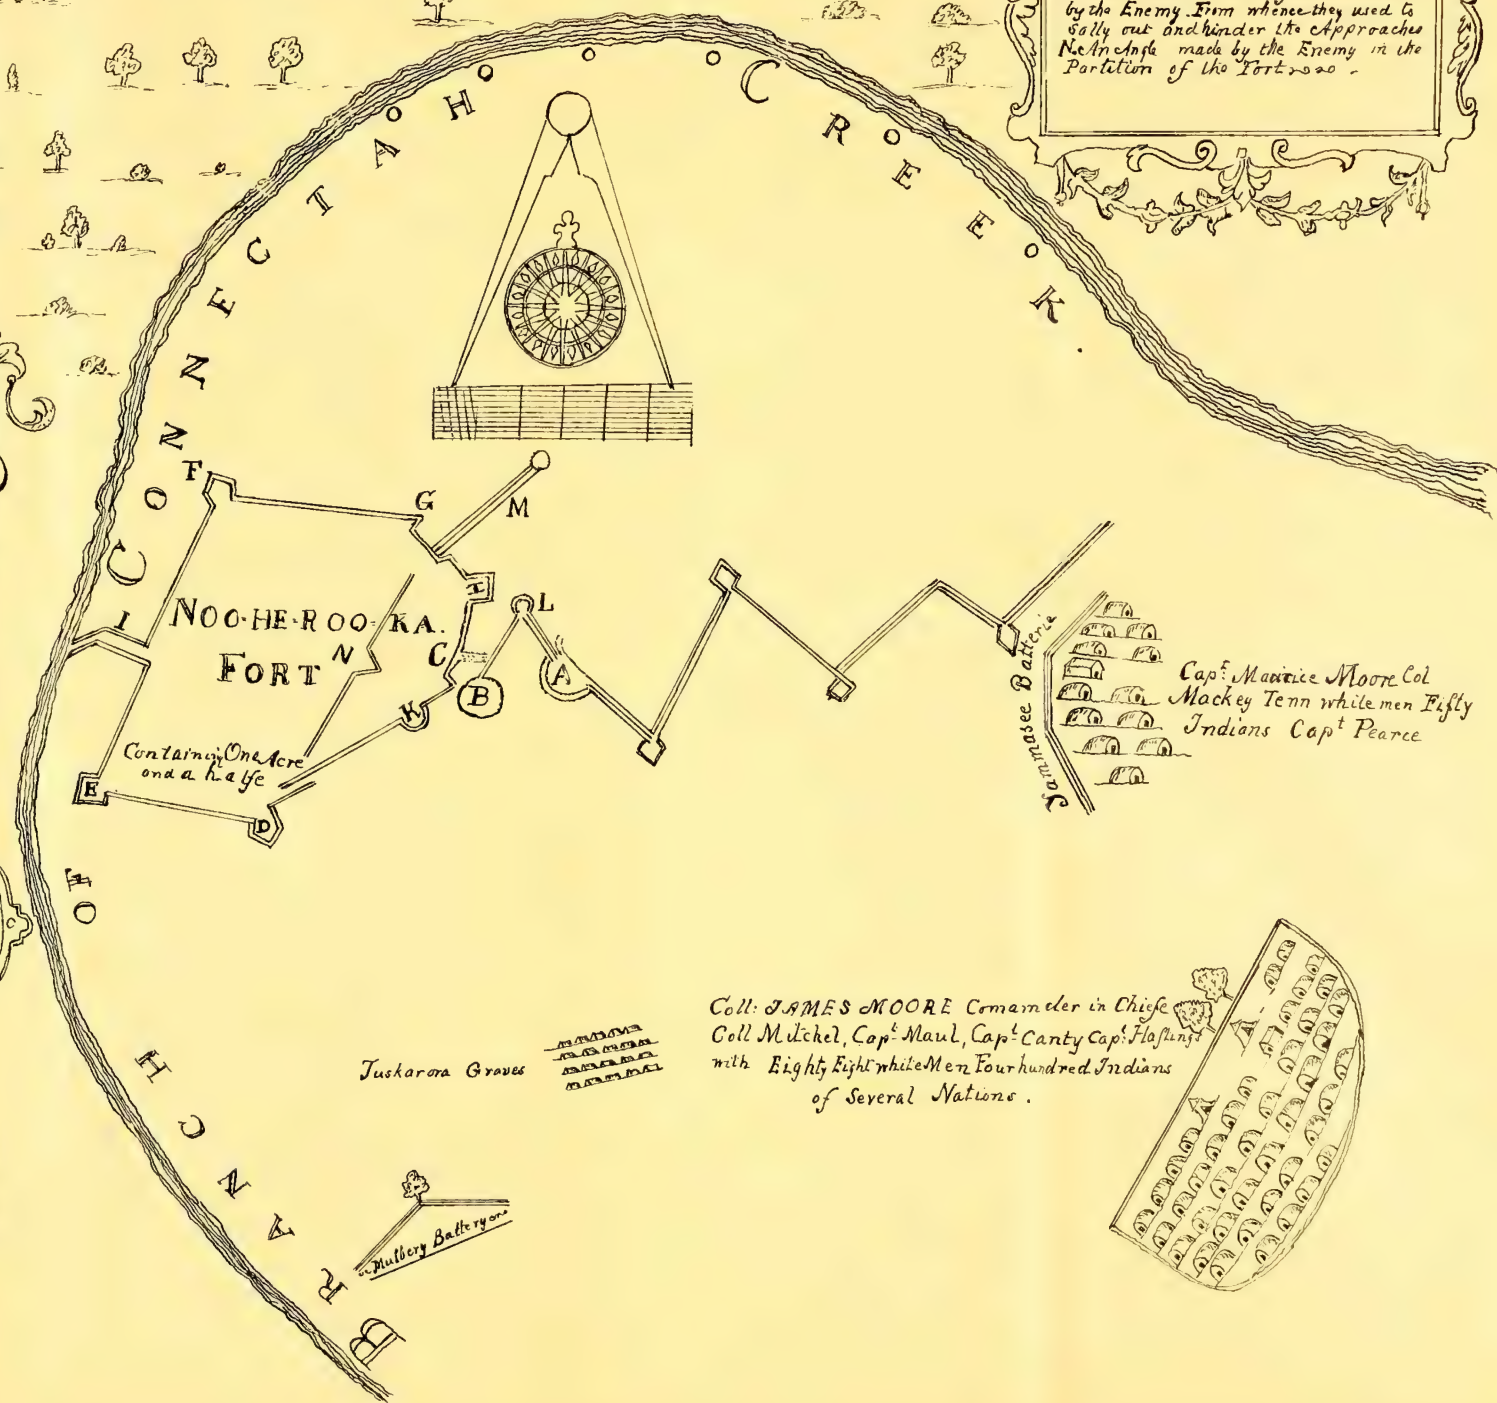 by the Enemy From whence they used to
Sally out and hinder the Approaches
N. An Angle made by the Enemy in the
Partition of the Fort
BRANCH OF CONNECTAH CREEK
F
G
M
H
I
NOO-HE-ROO-KA.
FORT
N
C
L
A
B
K
Containing One Acre
and a halfe
E
D
Jammasee Batterie
Capt: Maurice Moore Col
Mackey Tenn white men Fifty
Indians Capt Pearce
Coll: JAMES MOORE Comander in Chiefe
Coll Mitchel, Capt Maul, Capt Canty Capt Hastings
with Eighty Eight white Men Four hundred Indians
of Several Nations.
Tuskarora Graves
Mulbery Battery